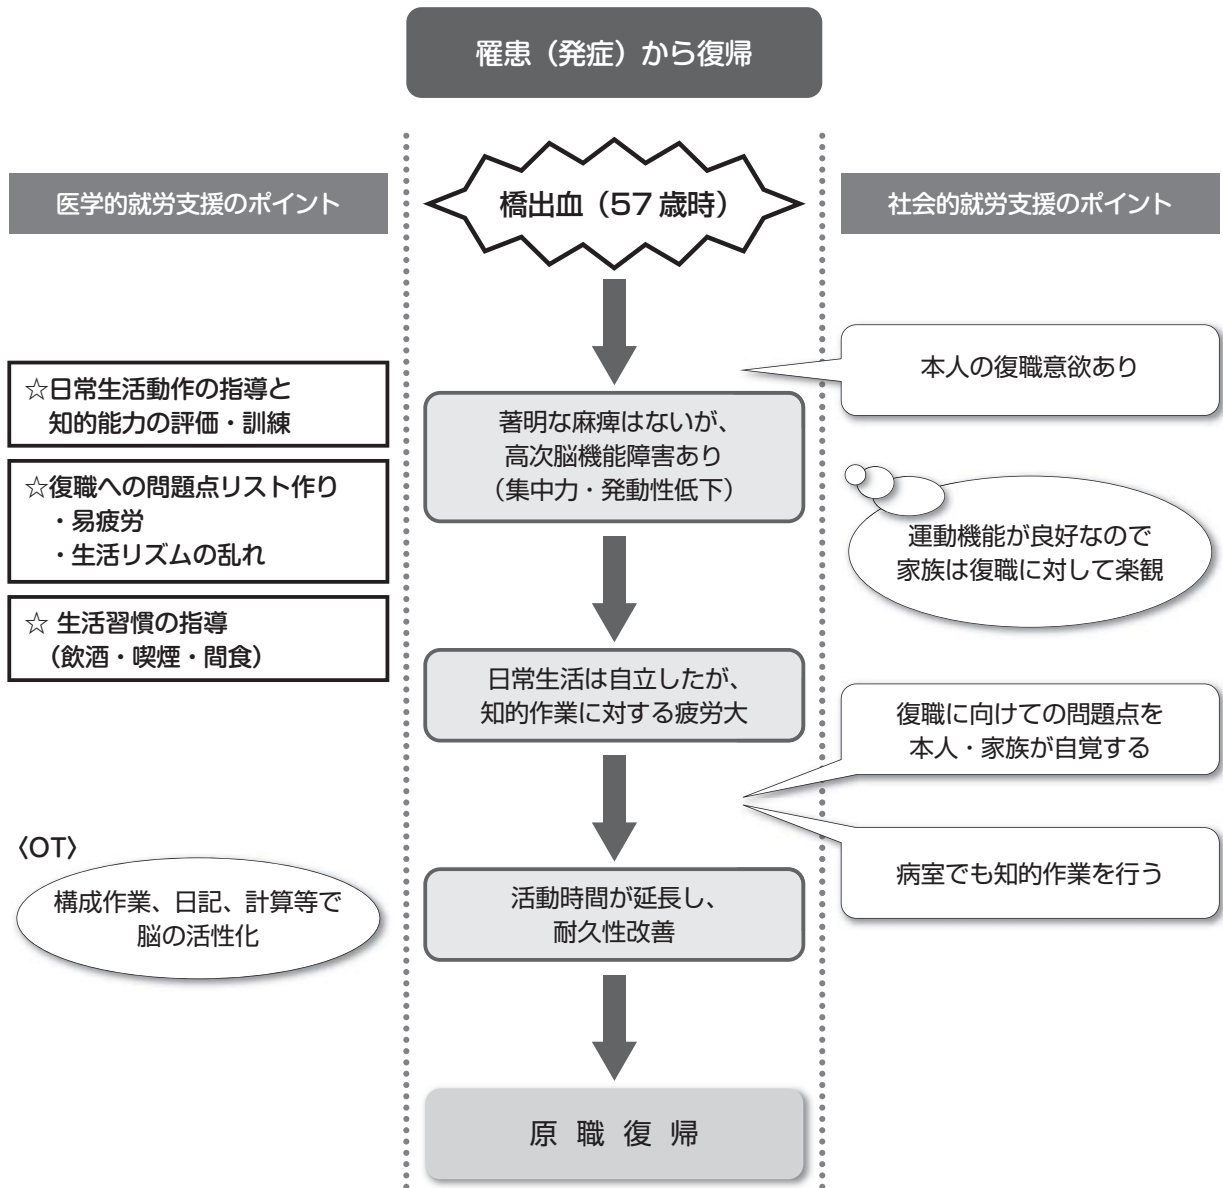 罹患（発症）から復帰
医学的就労支援のポイント
橋出血（57 歳時）
社会的就労支援のポイント
本人の復職意欲あり
☆日常生活動作の指導と
知的能力の評価・訓練
著明な麻痺はないが、
高次脳機能障害あり
（集中力・発動性低下）
☆復職への問題点リスト作り
・易疲労
・生活リズムの乱れ
運動機能が良好なので
家族は復職に対して楽観
☆ 生活習慣の指導
（飲酒・喫煙・間食）
日常生活は自立したが、
知的作業に対する疲労大
復職に向けての問題点を
本人・家族が自覚する
〈OT〉
構成作業、日記、計算等で
脳の活性化
活動時間が延長し、
耐久性改善
病室でも知的作業を行う
原 職 復 帰